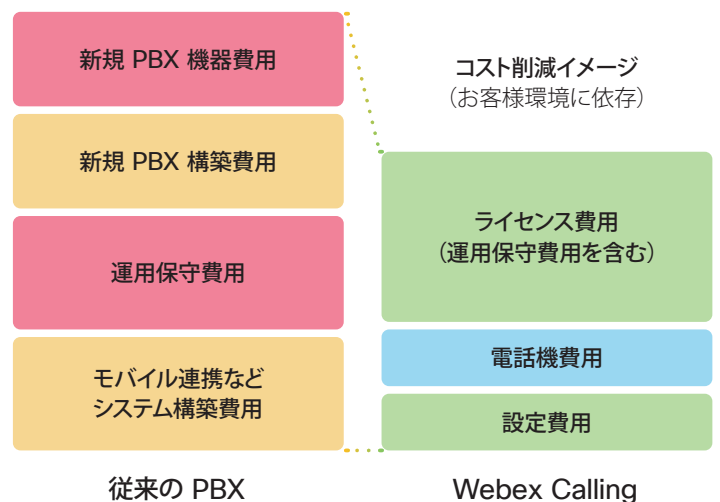 新規 PBX 機器費用
新規 PBX 構築費用
運用保守費用
モバイル連携など
システム構築費用
従来の PBX
コスト削減イメージ
（お客様環境に依存）
ライセンス費用
（運用保守費用を含む）
電話機費用
設定費用
Webex Calling